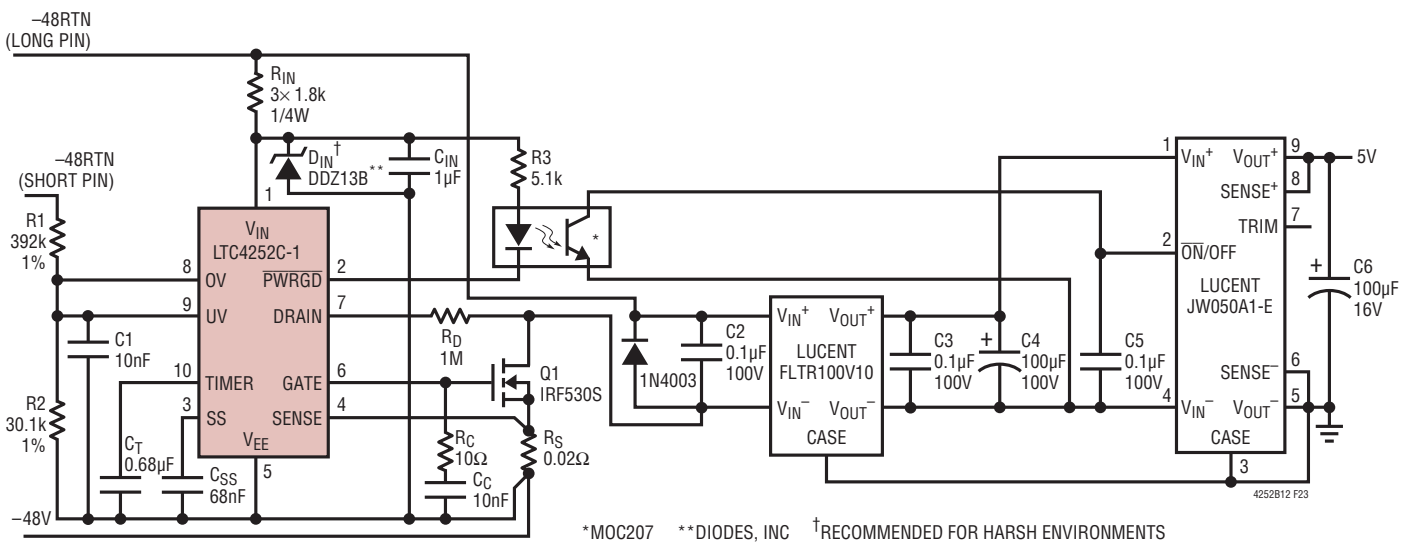 –48RTN
(LONG PIN)
RIN
3× 1.8k
1/4W
–48RTN
(SHORT PIN)
DIN†
DDZ13B**
CIN
1µF
R3
5.1k
1
R1
392k
1%
VIN
LTC4252C-1
8
OV
PWRGD
2
*
9
UV
DRAIN
7
RD
1M
C1
10nF
10
TIMER
GATE
6
Q1
IRF530S
3
SS
SENSE
4
VEE
5
R2
30.1k
1%
CT
0.68µF
CSS
68nF
RC
10Ω
CC
10nF
RS
0.02Ω
–48V
1N4003
C2
0.1µF
100V
VIN+
VOUT+
LUCENT
FLTR100V10
VIN–
VOUT–
CASE
C3
0.1µF
100V
+
C4
100µF
100V
C5
0.1µF
100V
1
VIN+
VOUT+
9
5V
SENSE+
8
TRIM
7
2
ON/OFF
LUCENT
JW050A1-E
+
C6
100µF
16V
SENSE–
6
4
VIN–
VOUT–
5
CASE
3
4252B12 F23
*MOC207 **DIODES, INC †RECOMMENDED FOR HARSH ENVIRONMENTS